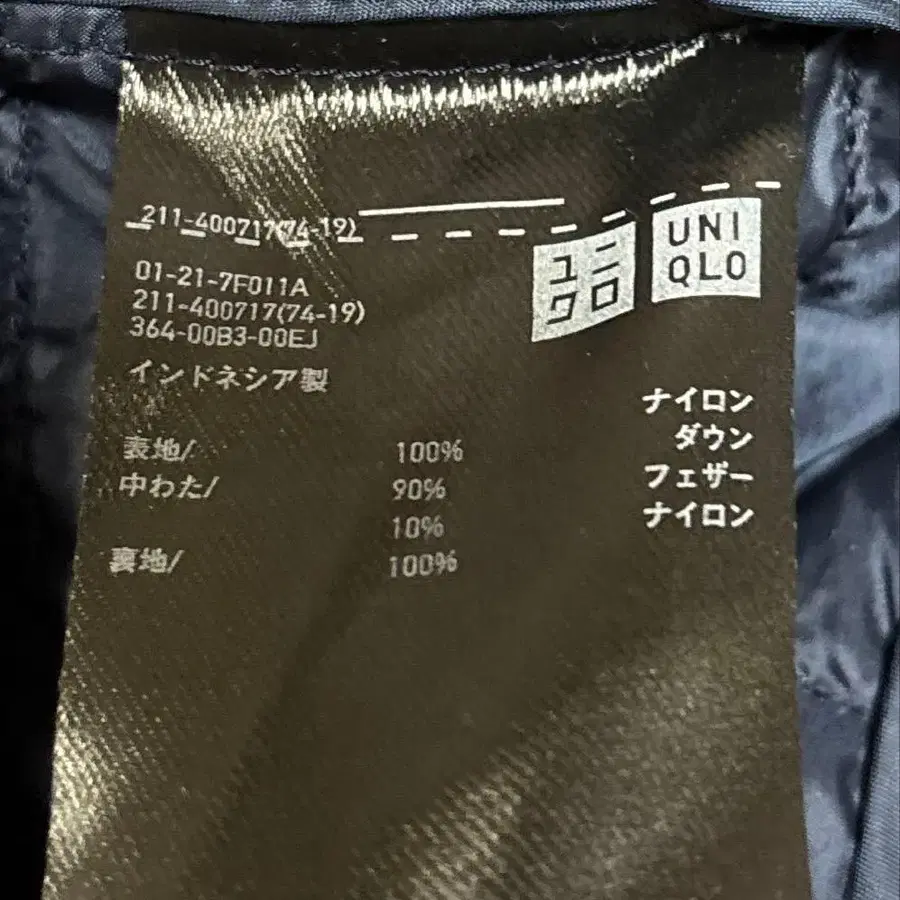 211-400717(74-19)
ユニクロ
UNIQLO
01-21-7F011A
211-400717(74-19)
364-00B3-00EJ
インドネシア製
表地/ 100% ナイロン
中わた/ 90% ダウン
10% フェザー
裏地/ 100% ナイロン